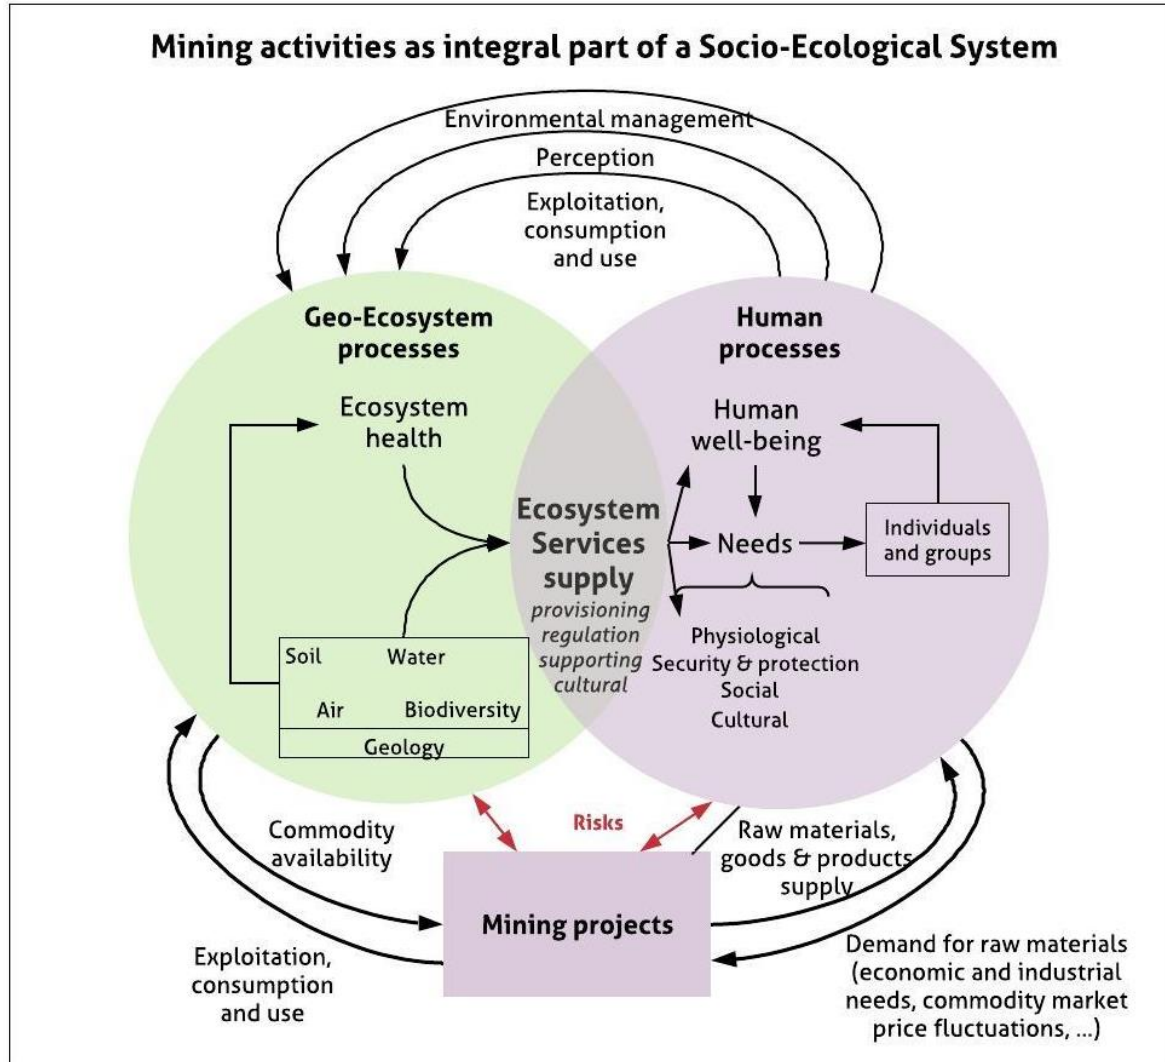 Mining activities as integral part of a Socio-Ecological System
Environmental management
Perception
Exploitation,
consumption
and use
Geo-Ecosystem
processes
Human
processes
Ecosystem
health
Human
well-being
Ecosystem
Services
supply
provisioning
regulation
supporting
cultural
Needs
Individuals
and groups
Physiological
Security & protection
Social
Cultural
Soil
Water
Air
Biodiversity
Geology
Commodity
availability
Risks
Raw materials,
goods & products
supply
Mining projects
Exploitation,
consumption
and use
Demand for raw materials
(economic and industrial
needs, commodity market
price fluctuations, ...)